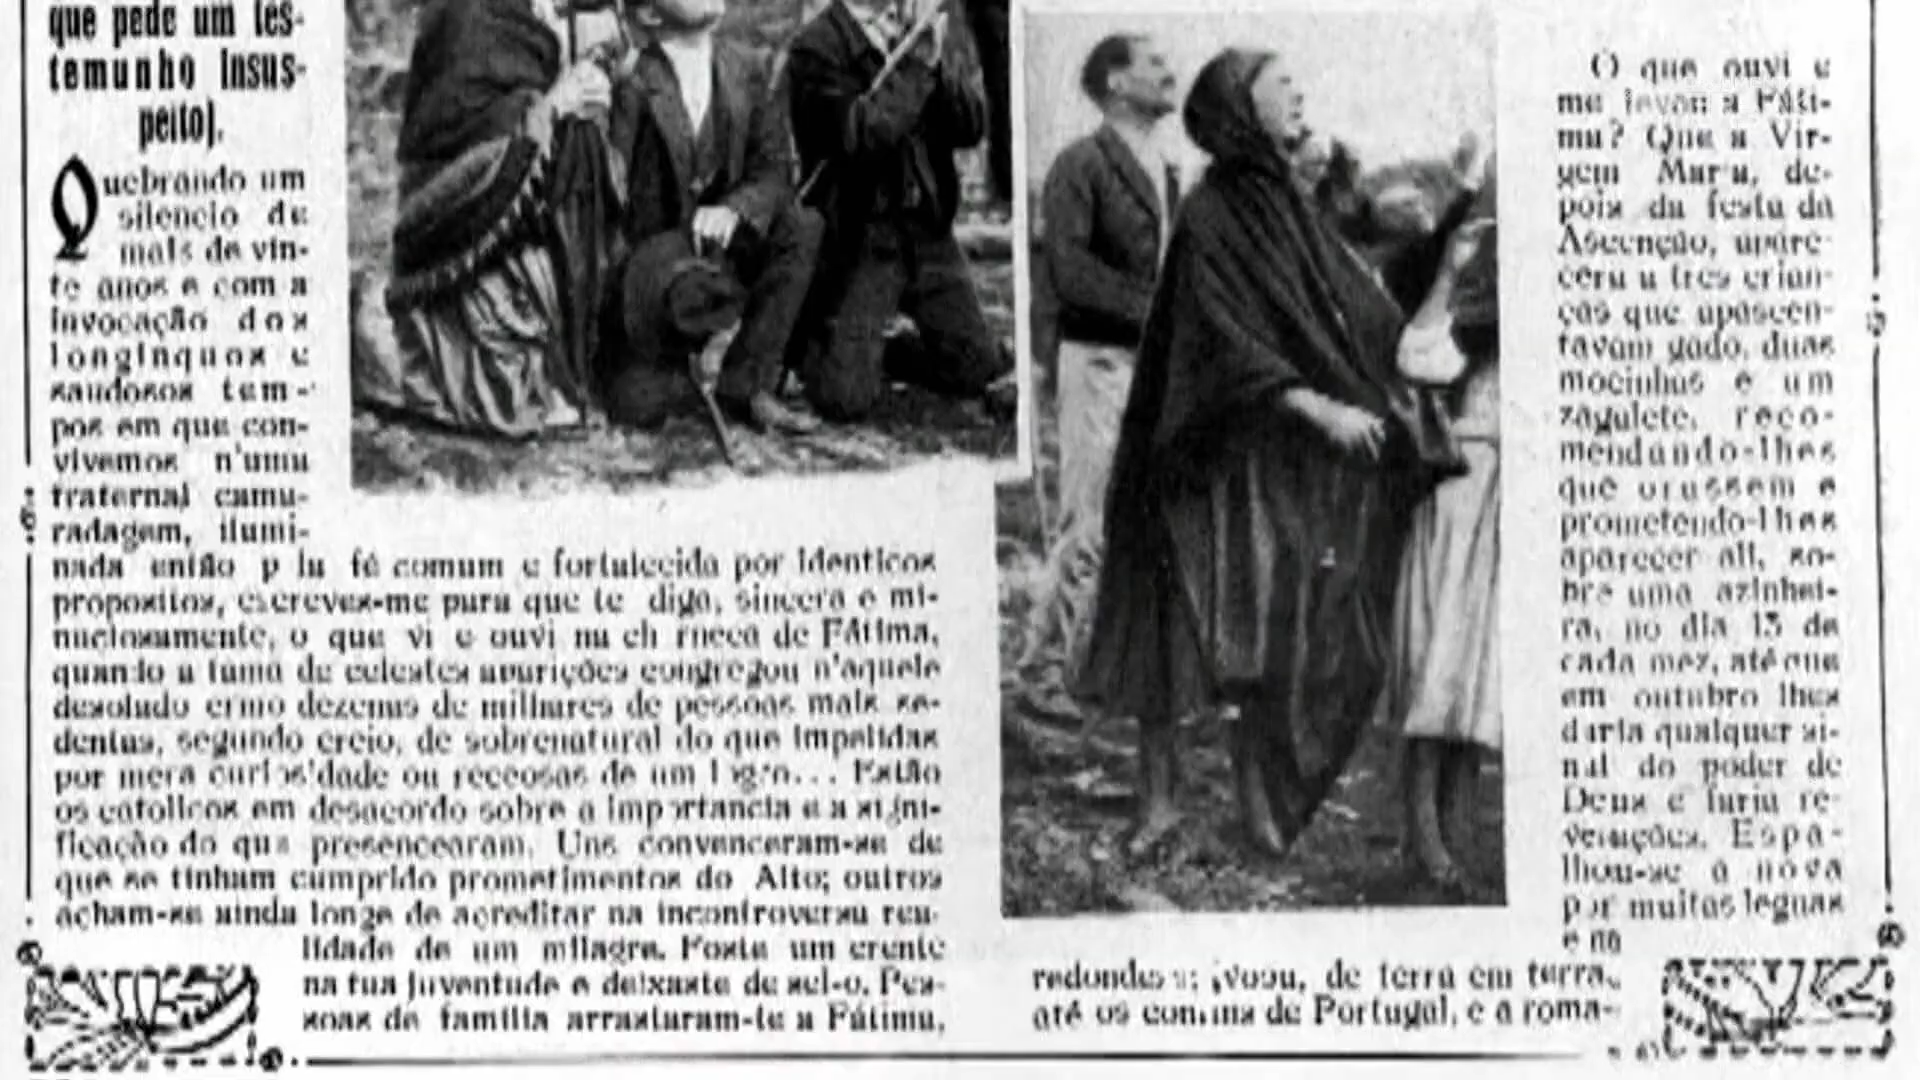 que pede um tes-
temunho insus-
peito).
Quebrando um
silencio de
mais de vin-
te anos e com a
invocação dos
longinquos e
saudosos tem-
pos em que con-
vivemos n'uma
fraternal cama-
radagem, ilumi-
nada então pela fé comum e fortalecida por identicos
propositos, escreves-me para que te diga, sincera e mi-
nuciosamente, o que vi e ouvi na charneca de Fátima,
quando a fama de celestes aparições congregou n'aquele
desolado ermo dezenas de milhares de pessoas mais se-
dentas, segundo creio, de sobrenatural do que impelidas
por mera curiosidade ou receosas de um logro... Estão
os catolicos em desacordo sobre a importancia e a signi-
ficação do que presencearam. Uns convenceram-se de
que se tinham cumprido prometimentos do Alto; outros
acham-se ainda longe de acreditar na incontroversa rea-
lidade de um milagre. Foste um crente
na tua juventude e deixaste de sel-o. Pes-
soas de familia arrastaram-te a Fátima,
O que ouvi e
me levou a Fáti-
ma? Que a Vir-
gem Maria, de-
pois da festa da
Ascenção, apare-
cera a tres crian-
ças que apascen-
tavam gado, duas
mocinhas e um
zagalete, reco-
mendando-lhes
que orassem e
prometendo-lhes
aparecer ali, so-
bre uma azinhei-
ra, no dia 13 de
cada mez, até que
em outubro lhes
daria qualquer si-
nal do poder de
Deus e faria re-
velações. Espa-
lhou-se a nova
por muitas leguas
e na
redondeza; voou, de terra em terra,
até os confins de Portugal, e a roma-